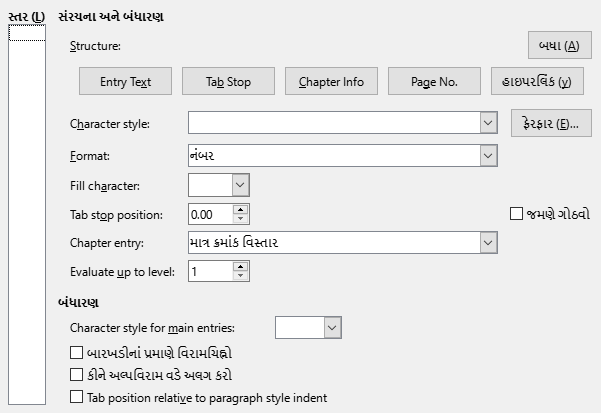 સ્તર (L) સંરચના અને બંધારણ
Structure:
બધા (A)
Entry Text Tab Stop Chapter Info Page No. હાઇપરલિંક (y)
Character style: ફેરફાર (E)...
Format: નંબર
Fill character:
Tab stop position: 0.00 જમણે ગોઠવો
Chapter entry: માત્ર ક્રમાંક વિસ્તાર
Evaluate up to level: 1
બંધારણ
Character style for main entries:
બારખડીનાં પ્રમાણે વિરામચિહ્નો
કીને અલ્પવિરામ વડે અલગ કરો
Tab position relative to paragraph style indent